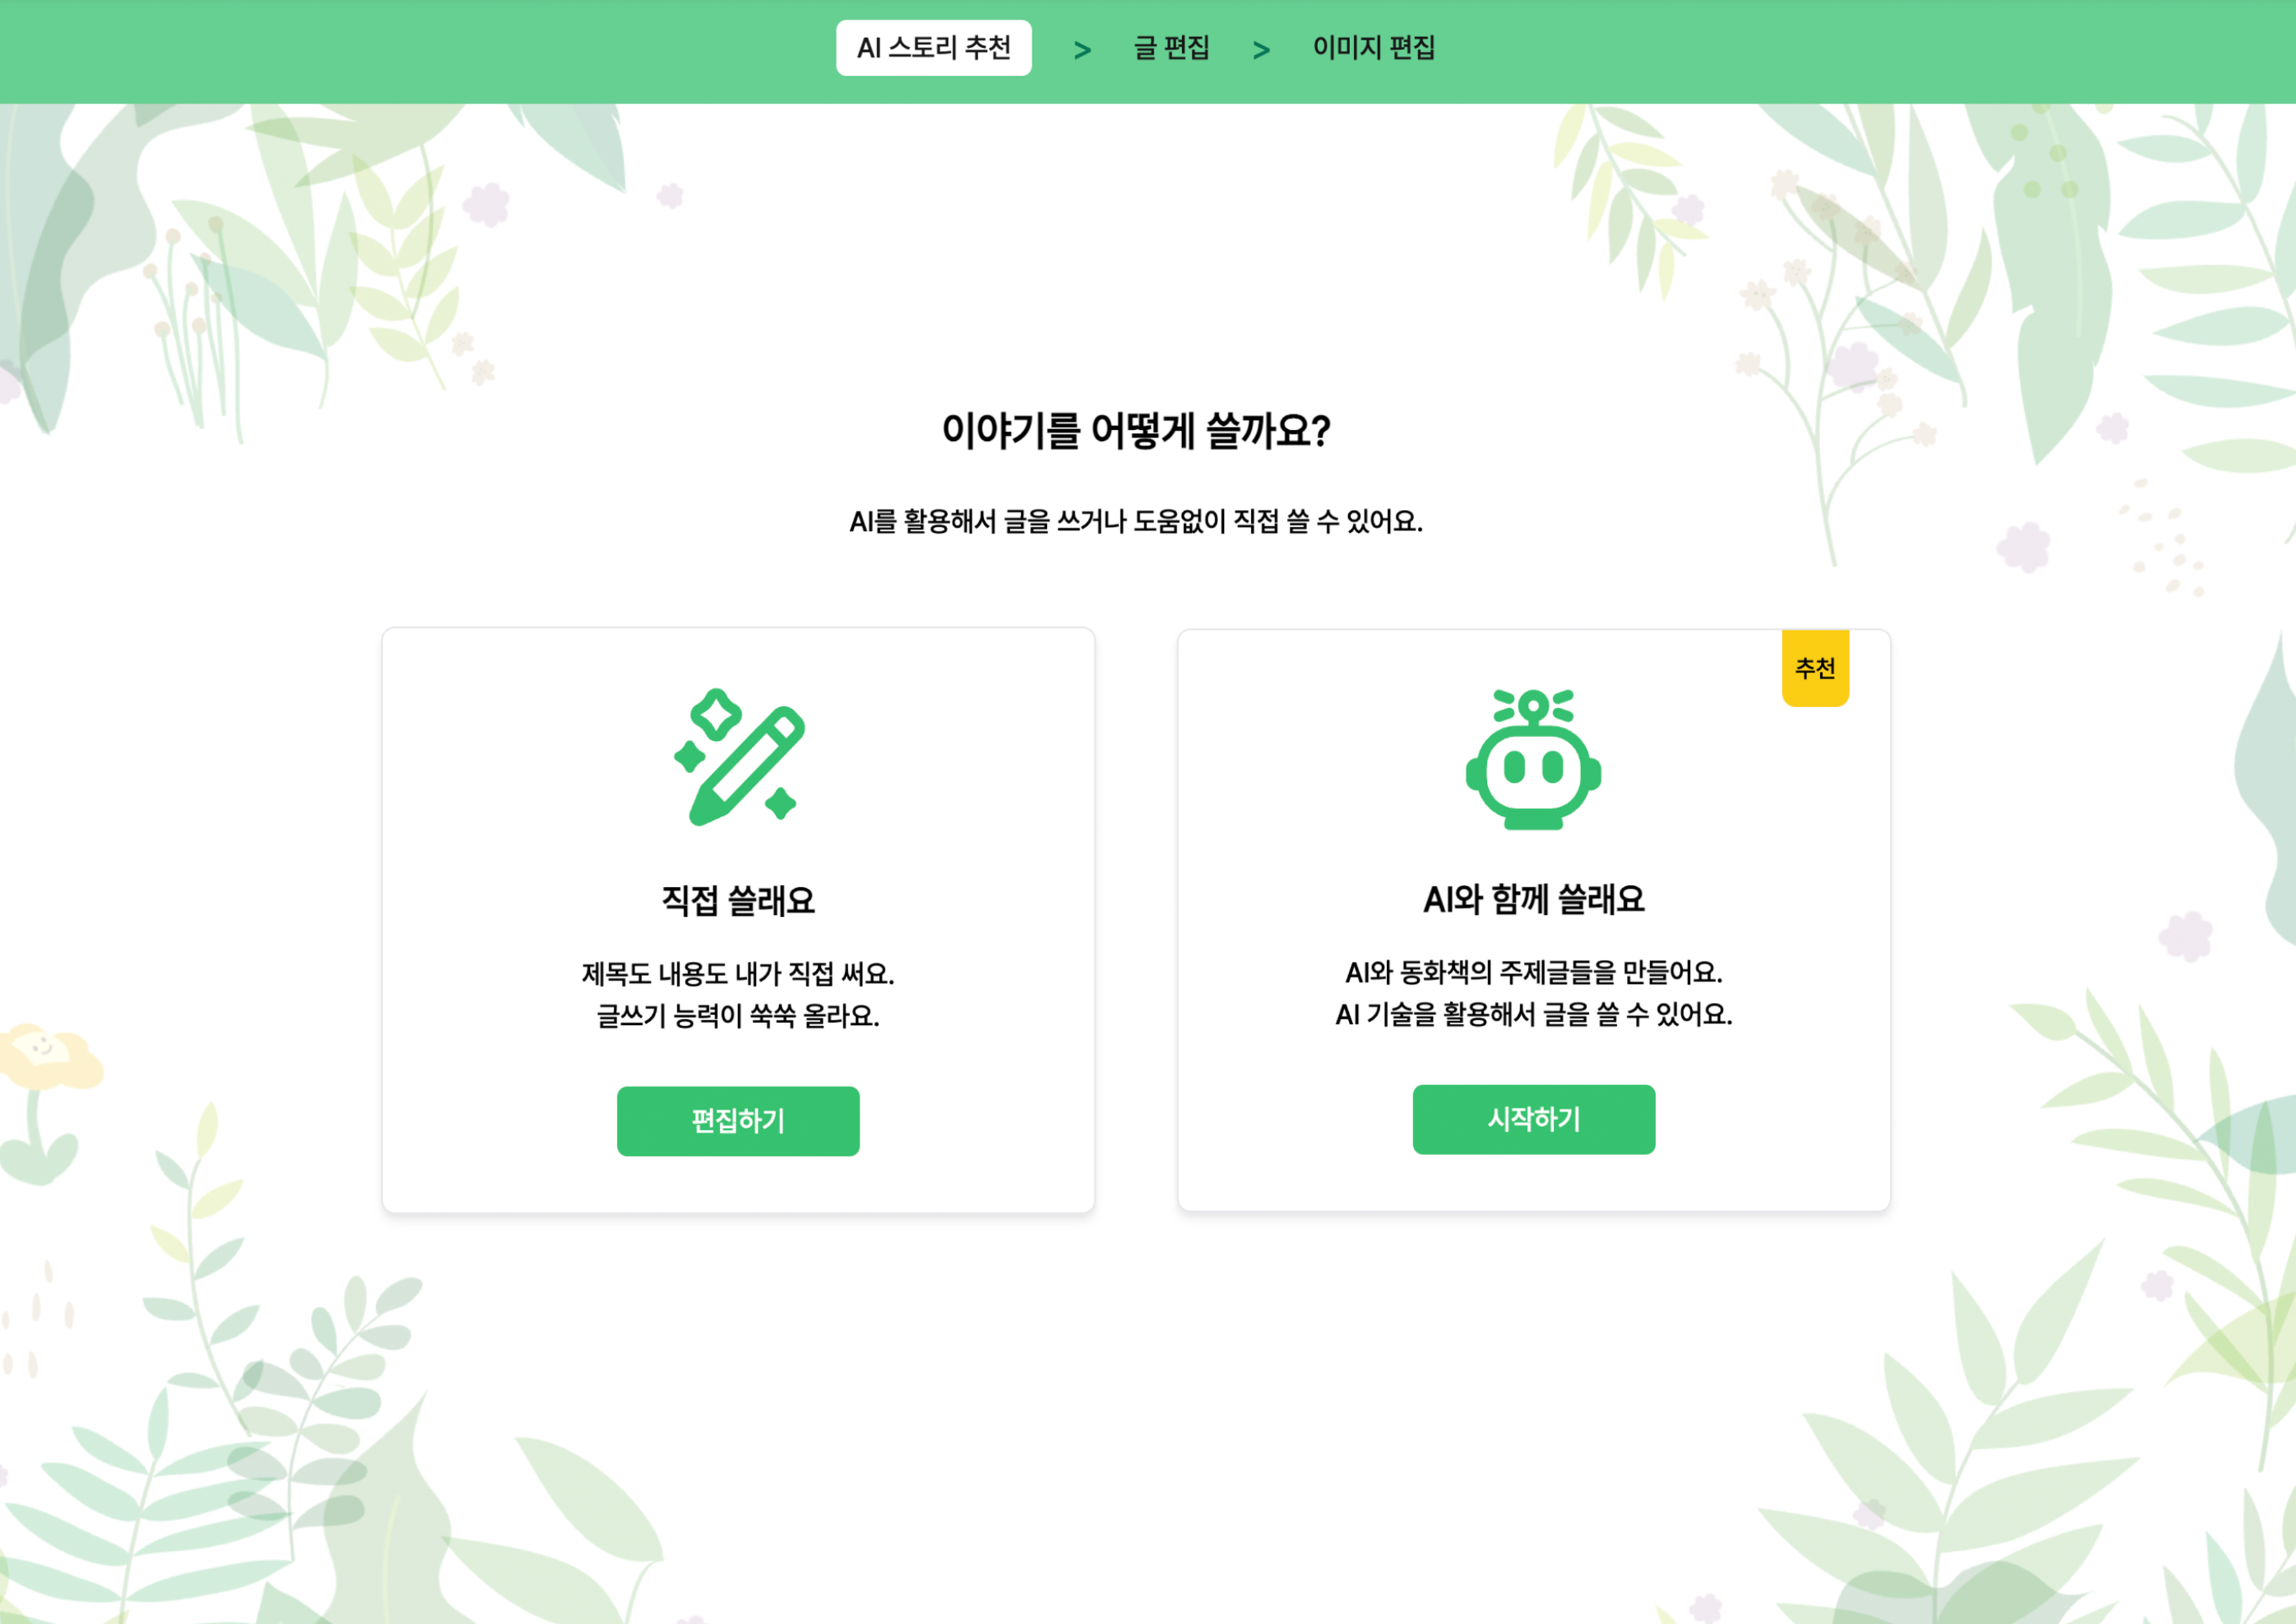 AI 스토리 추천 > 글 편집 > 이미지 편집
이야기를 어떻게 쓸까요?
AI를 활용해서 글을 쓰거나 도움없이 직접 쓸 수 있어요.
직접 쓸래요
제목도 내용도 내가 직접 써요.
글쓰기 능력이 쑥쑥 올라요.
편집하기
추천
AI와 함께 쓸래요
AI와 동화책의 주제글들을 만들어요.
AI 기술을 활용해서 글을 쓸 수 있어요.
시작하기